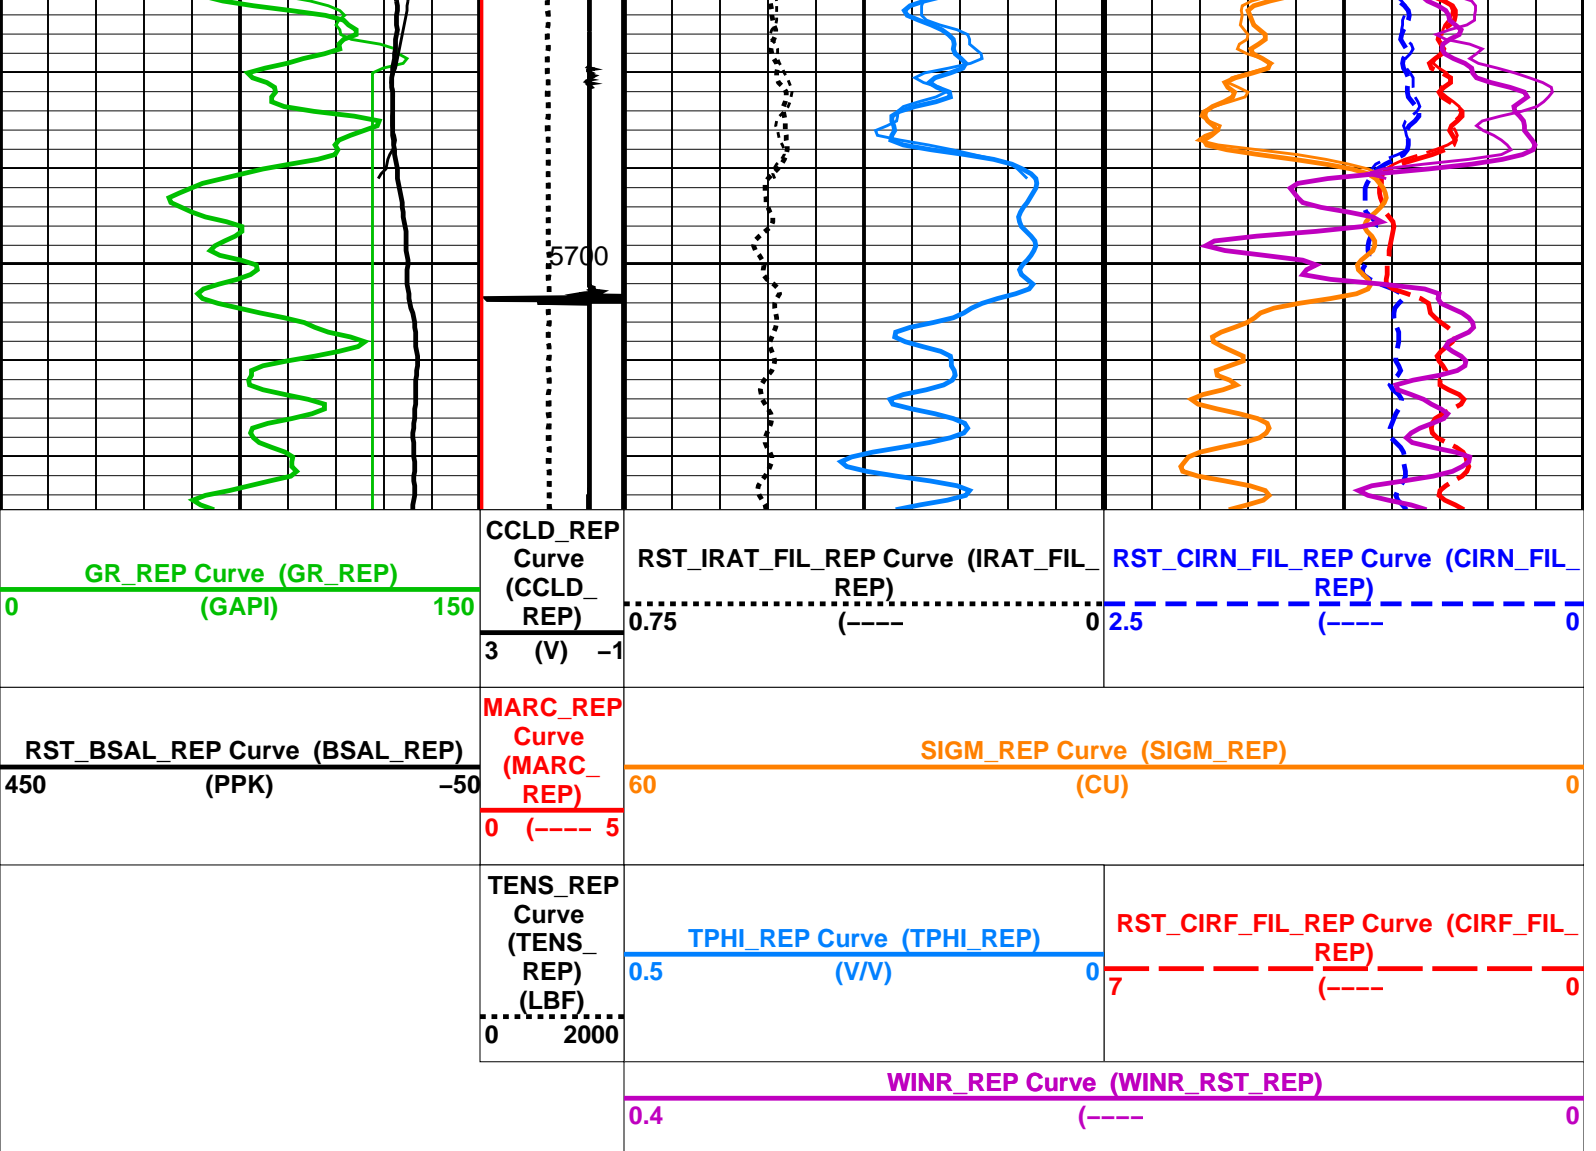 5700
GR_REP Curve (GR_REP)
0 (GAPI) 150
CCLD_REP
Curve
(CCLD_
REP)
3 (V) −1
RST_IRAT_FIL_REP Curve (IRAT_FIL_
REP)
0.75 (−−−− 0
RST_CIRN_FIL_REP Curve (CIRN_FIL_
REP)
2.5 (−−−− 0
RST_BSAL_REP Curve (BSAL_REP)
450 (PPK) −50
MARC_REP
Curve
(MARC_
REP)
0 (−−−− 5
SIGM_REP Curve (SIGM_REP)
60 (CU) 0
TENS_REP
Curve
(TENS_
REP)
(LBF)
0 2000
TPHI_REP Curve (TPHI_REP)
0.5 (V/V) 0
RST_CIRF_FIL_REP Curve (CIRF_FIL_
REP)
7 (−−−− 0
WINR_REP Curve (WINR_RST_REP)
0.4 (−−−− 0